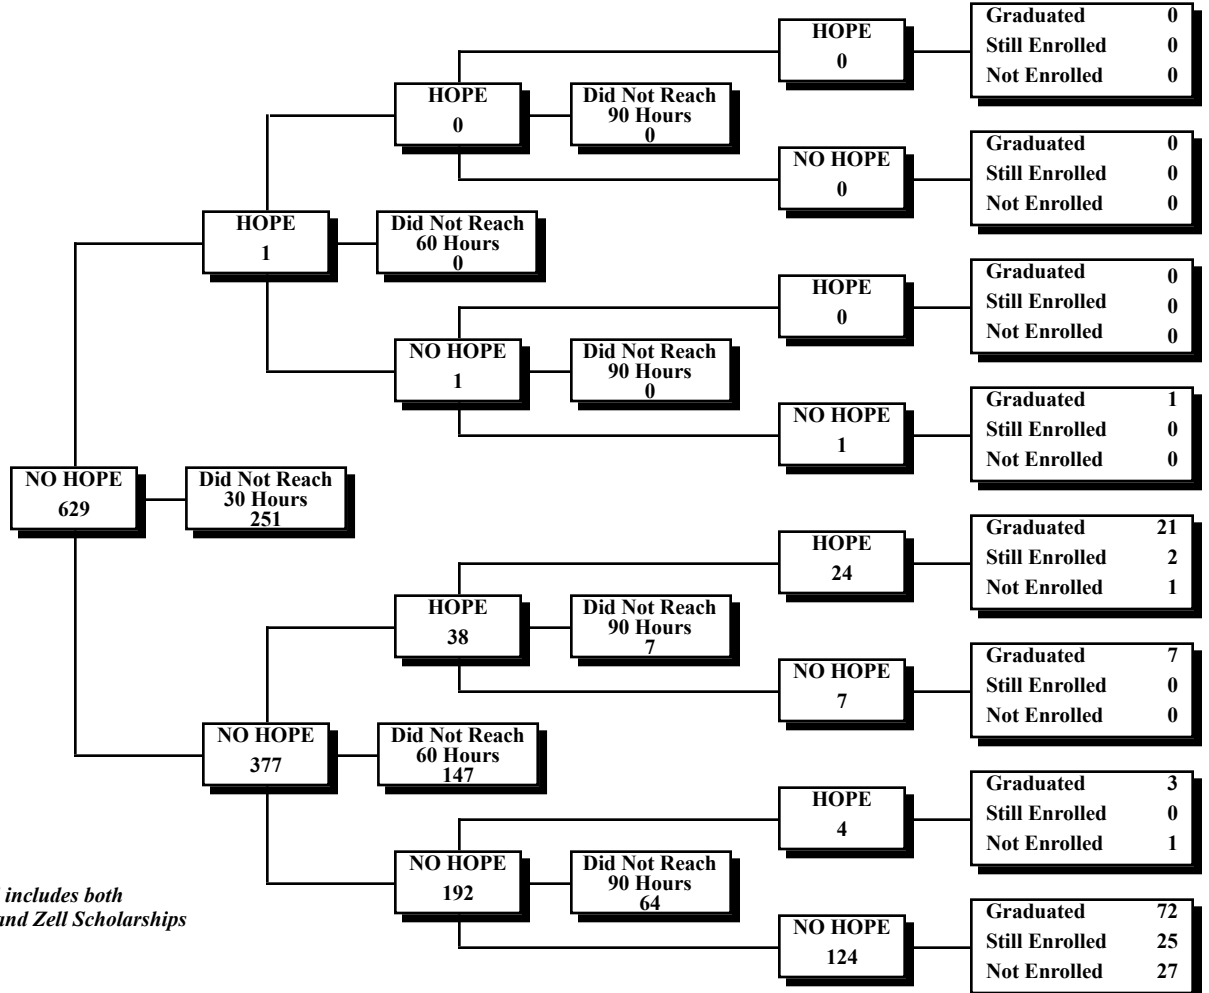 HOPE
0
Graduated 0
Still Enrolled 0
Not Enrolled 0
HOPE
0
Did Not Reach
90 Hours
0
NO HOPE
0
Graduated 0
Still Enrolled 0
Not Enrolled 0
HOPE
1
Did Not Reach
60 Hours
0
HOPE
0
Graduated 0
Still Enrolled 0
Not Enrolled 0
NO HOPE
1
Did Not Reach
90 Hours
0
NO HOPE
1
Graduated 1
Still Enrolled 0
Not Enrolled 0
NO HOPE
629
Did Not Reach
30 Hours
251
HOPE
24
Graduated 21
Still Enrolled 2
Not Enrolled 1
HOPE
38
Did Not Reach
90 Hours
7
NO HOPE
7
Graduated 7
Still Enrolled 0
Not Enrolled 0
NO HOPE
377
Did Not Reach
60 Hours
147
HOPE
4
Graduated 3
Still Enrolled 0
Not Enrolled 1
NO HOPE
192
Did Not Reach
90 Hours
64
NO HOPE
124
Graduated 72
Still Enrolled 25
Not Enrolled 27
includes both
and Zell Scholarships